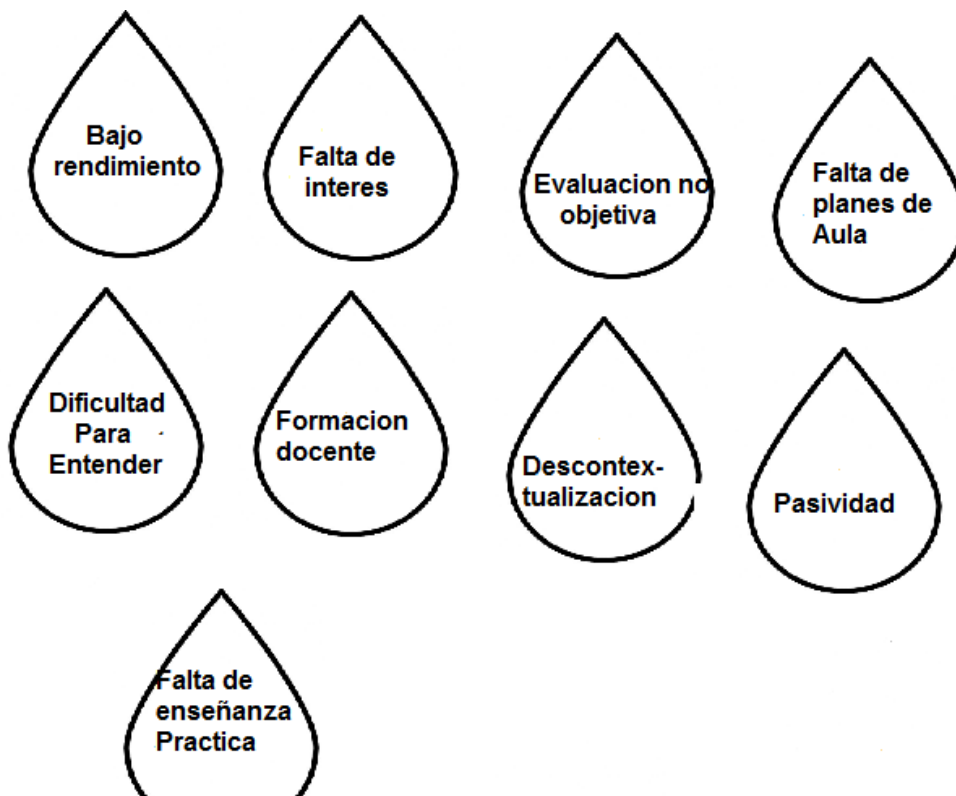 Bajo
rendimiento
Falta de
interes
Evaluacion no
objetiva
Falta de
planes de
Aula
Dificultad
Para
Entender
Formacion
docente
Descontex-
tualizacion
Pasividad
Falta de
enseñanza
Practica